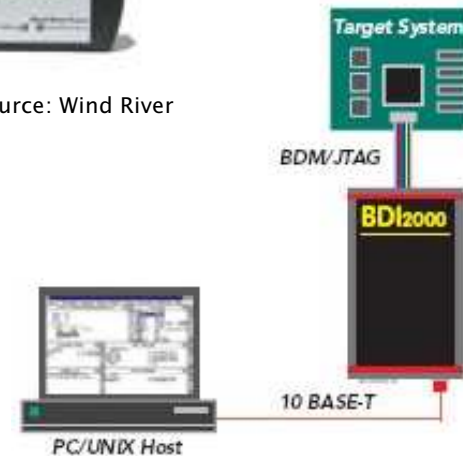 Target System
urce: Wind River
BDM/JTAG
BDI2000
10 BASE-T
PC/UNIX Host